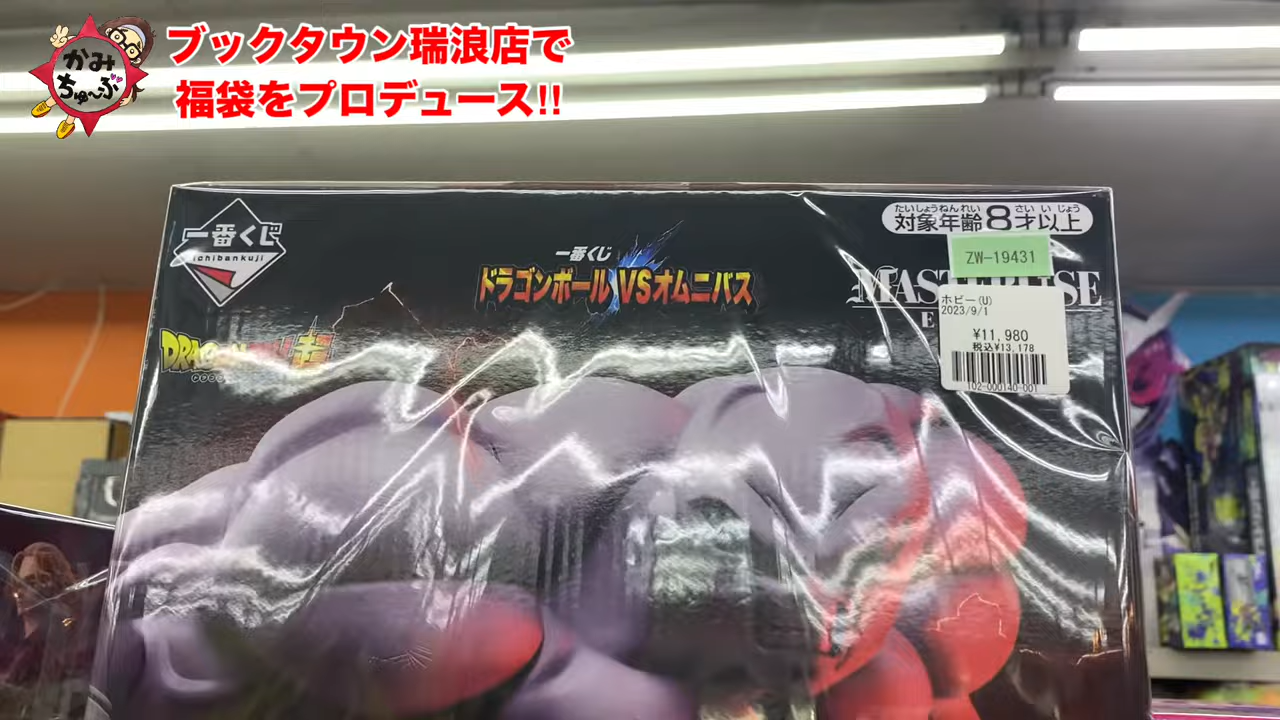 かみ
ちゅ〜ぶ
ブックタウン瑞浪店で
福袋をプロデュース!!
一番くじ
ichibankuji
たいしょうねんれい さい いじょう
対象年齢8才以上
一番くじ
ドラゴンボール VSオムニバス
ZW-19431
ホビー(U)
2023/9/1
¥11,980
税込¥13,178
102-000140-001